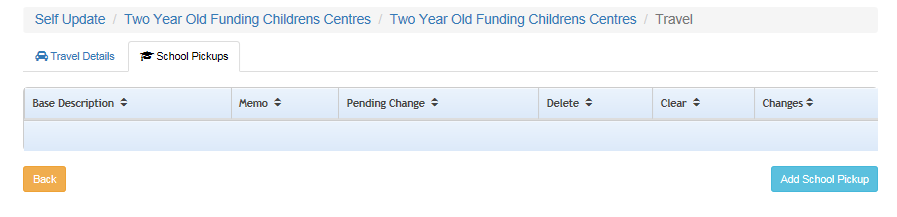 Self Update / Two Year Old Funding Childrens Centres / Two Year Old Funding Childrens Centres / Travel
Travel Details School Pickups
Base Description Memo Pending Change Delete Clear Changes
Back Add School Pickup